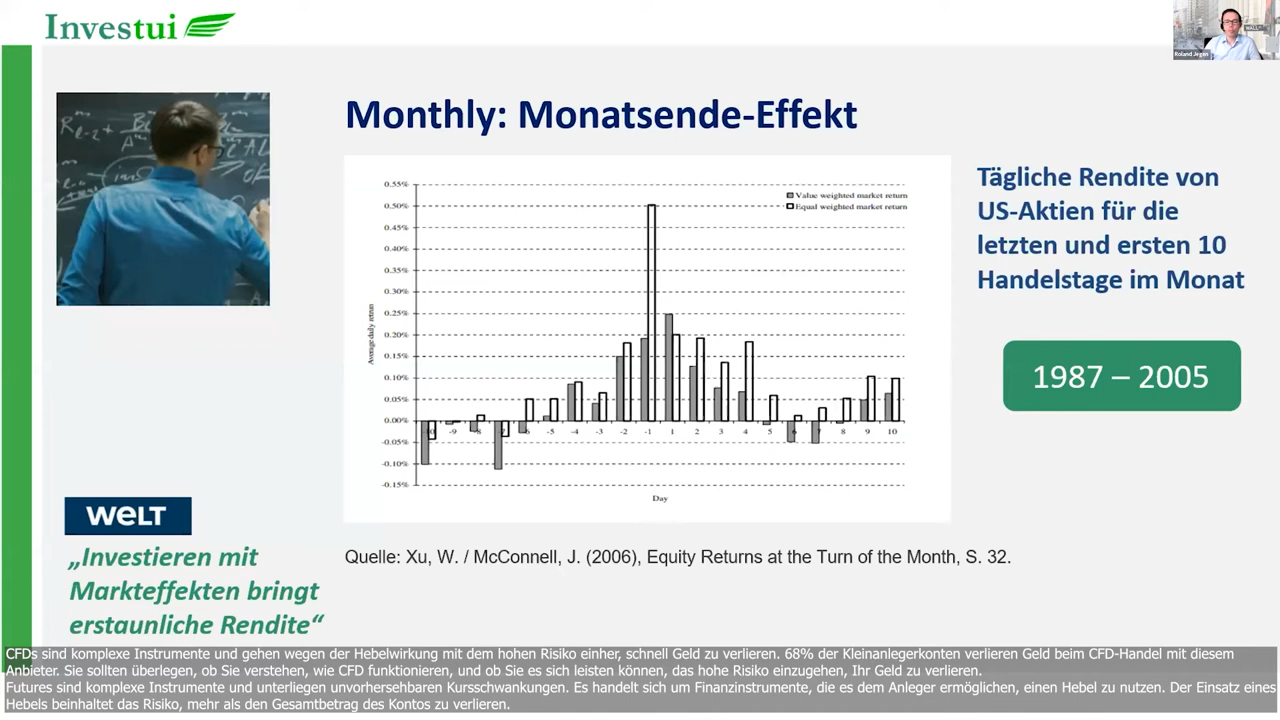 Investui
Roland Jegen
Monthly: Monatsende-Effekt
Tägliche Rendite von
US-Aktien für die
letzten und ersten 10
Handelstage im Monat
1987 – 2005
Value weighted market return
Equal weighted market return
0.55%
0.50%
0.45%
0.40%
0.35%
0.30%
0.25%
0.20%
0.15%
0.10%
0.05%
0.00%
-0.05%
-0.10%
-0.15%
Average daily return
-9 -8 -7 -6 -5 -4 -3 -2 -1 1 2 3 4 5 6 7 8 9 10
Day
Quelle: Xu, W. / McConnell, J. (2006), Equity Returns at the Turn of the Month, S. 32.
WELT
„Investieren mit
Markteffekten bringt
erstaunliche Rendite“
CFDs sind komplexe Instrumente und gehen wegen der Hebelwirkung mit dem hohen Risiko einher, schnell Geld zu verlieren. 68% der Kleinanlegerkonten verlieren Geld beim CFD-Handel mit diesem
Anbieter. Sie sollten überlegen, ob Sie verstehen, wie CFD funktionieren, und ob Sie es sich leisten können, das hohe Risiko einzugehen, Ihr Geld zu verlieren.
Futures sind komplexe Instrumente und unterliegen unvorhersehbaren Kursschwankungen. Es handelt sich um Finanzinstrumente, die es dem Anleger ermöglichen, einen Hebel zu nutzen. Der Einsatz eines
Hebels beinhaltet das Risiko, mehr als den Gesamtbetrag des Kontos zu verlieren.